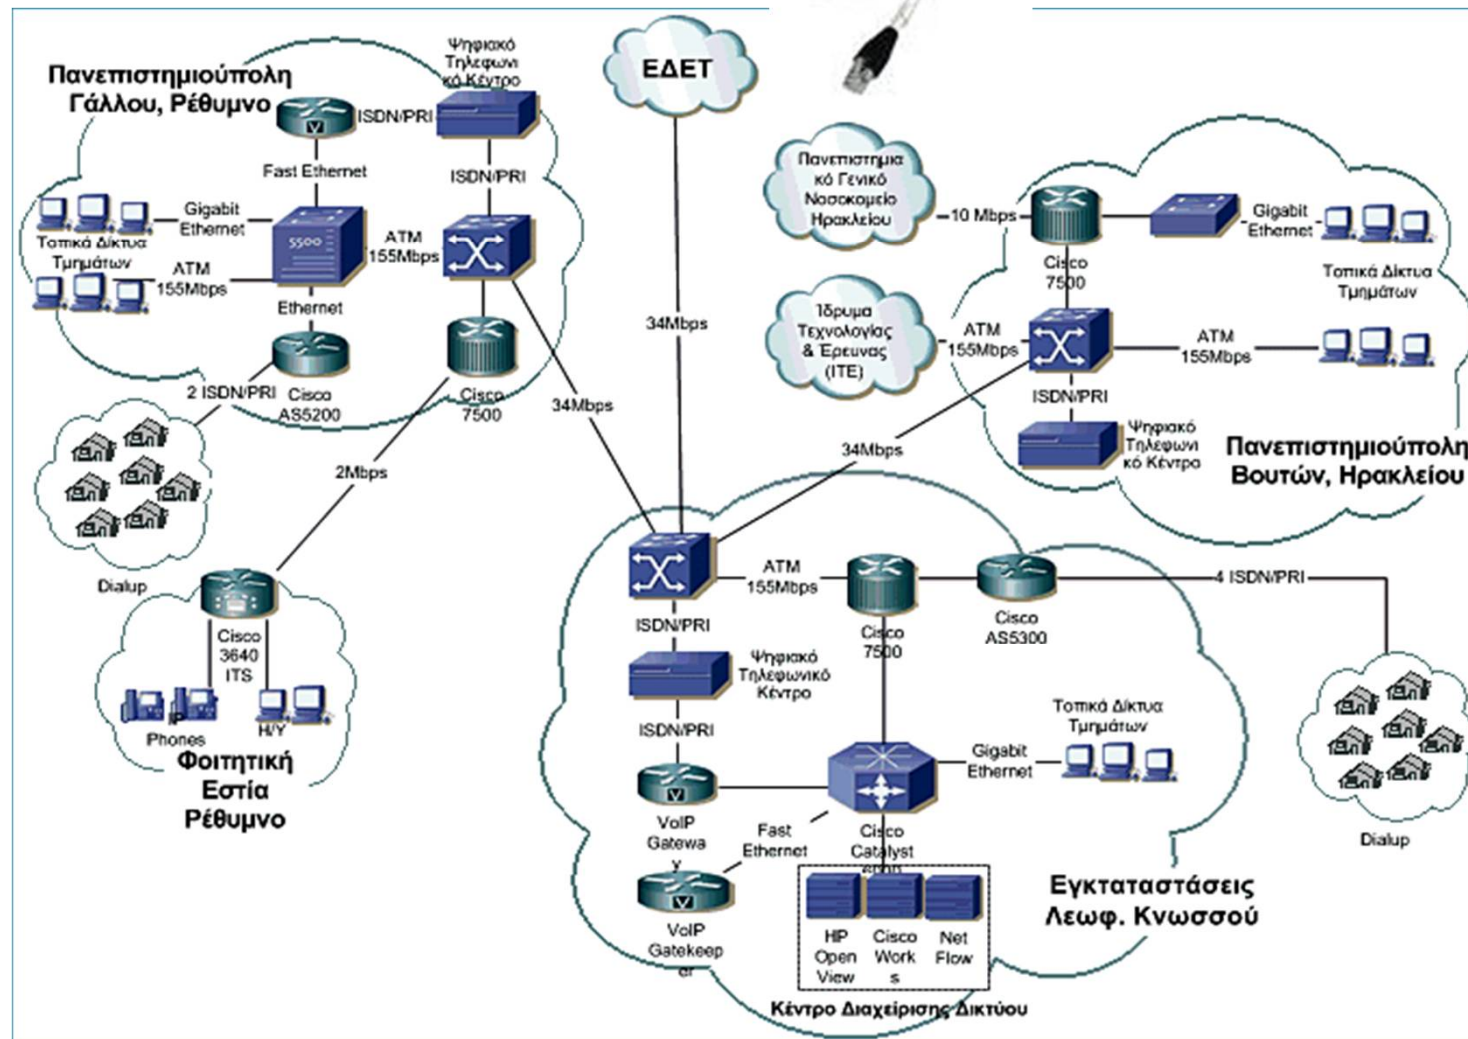 Πανεπιστημιούπολη
Γάλλου, Ρέθυμνο
Ψηφιακό
Τηλεφωνι
κό Κέντρο
ISDN/PRI
Fast Ethernet
ISDN/PRI
Gigabit
Ethernet
Τοπικά Δίκτυα
Τμημάτων
5500
ATM
155Mbps
ATM
155Mbps
Ethernet
2 ISDN/PRI
Cisco
AS5200
Cisco
7500
Dialup
2Mbps
34Mbps
Cisco
3640
ITS
IP
Phones
Η/Υ
Φοιτητική
Εστία
Ρέθυμνο
ΕΔΕΤ
34Mbps
Πανεπιστημια
κό Γενικό
Νοσοκομείο
Ηρακλείου
10 Mbps
Cisco
7500
Gigabit
Ethernet
Τοπικά Δίκτυα
Τμημάτων
Ίδρυμα
Τεχνολογίας
& Έρευνας
(ΙΤΕ)
ATM
155Mbps
ATM
155Mbps
ISDN/PRI
Ψηφιακό
Τηλεφωνι
κό Κέντρο
Πανεπιστημιούπολη
Βουτών, Ηρακλείου
34Mbps
ATM
155Mbps
Cisco
7500
Cisco
AS5300
4 ISDN/PRI
Dialup
ISDN/PRI
Ψηφιακό
Τηλεφωνικό
Κέντρο
ISDN/PRI
V
VoIP
Gatewa
y
Fast
Ethernet
V
VoIP
Gatekeep
er
Cisco
Catalyst
Gigabit
Ethernet
Τοπικά Δίκτυα
Τμημάτων
HP
Open
View
Cisco
Work
s
Net
Flow
Κέντρο Διαχείρισης Δικτύου
Εγκταταστάσεις
Λεωφ. Κνωσσού